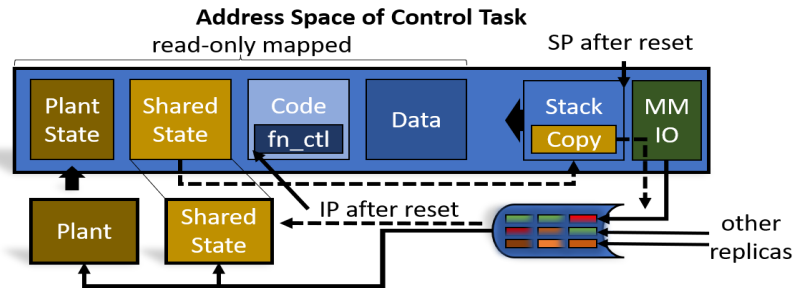 Address Space of Control Task
read-only mapped
SP after reset
Plant
State
Shared
State
Code
fn_ctl
Data
Stack
Copy
MM
IO
Plant
Shared
State
IP after reset
other
replicas